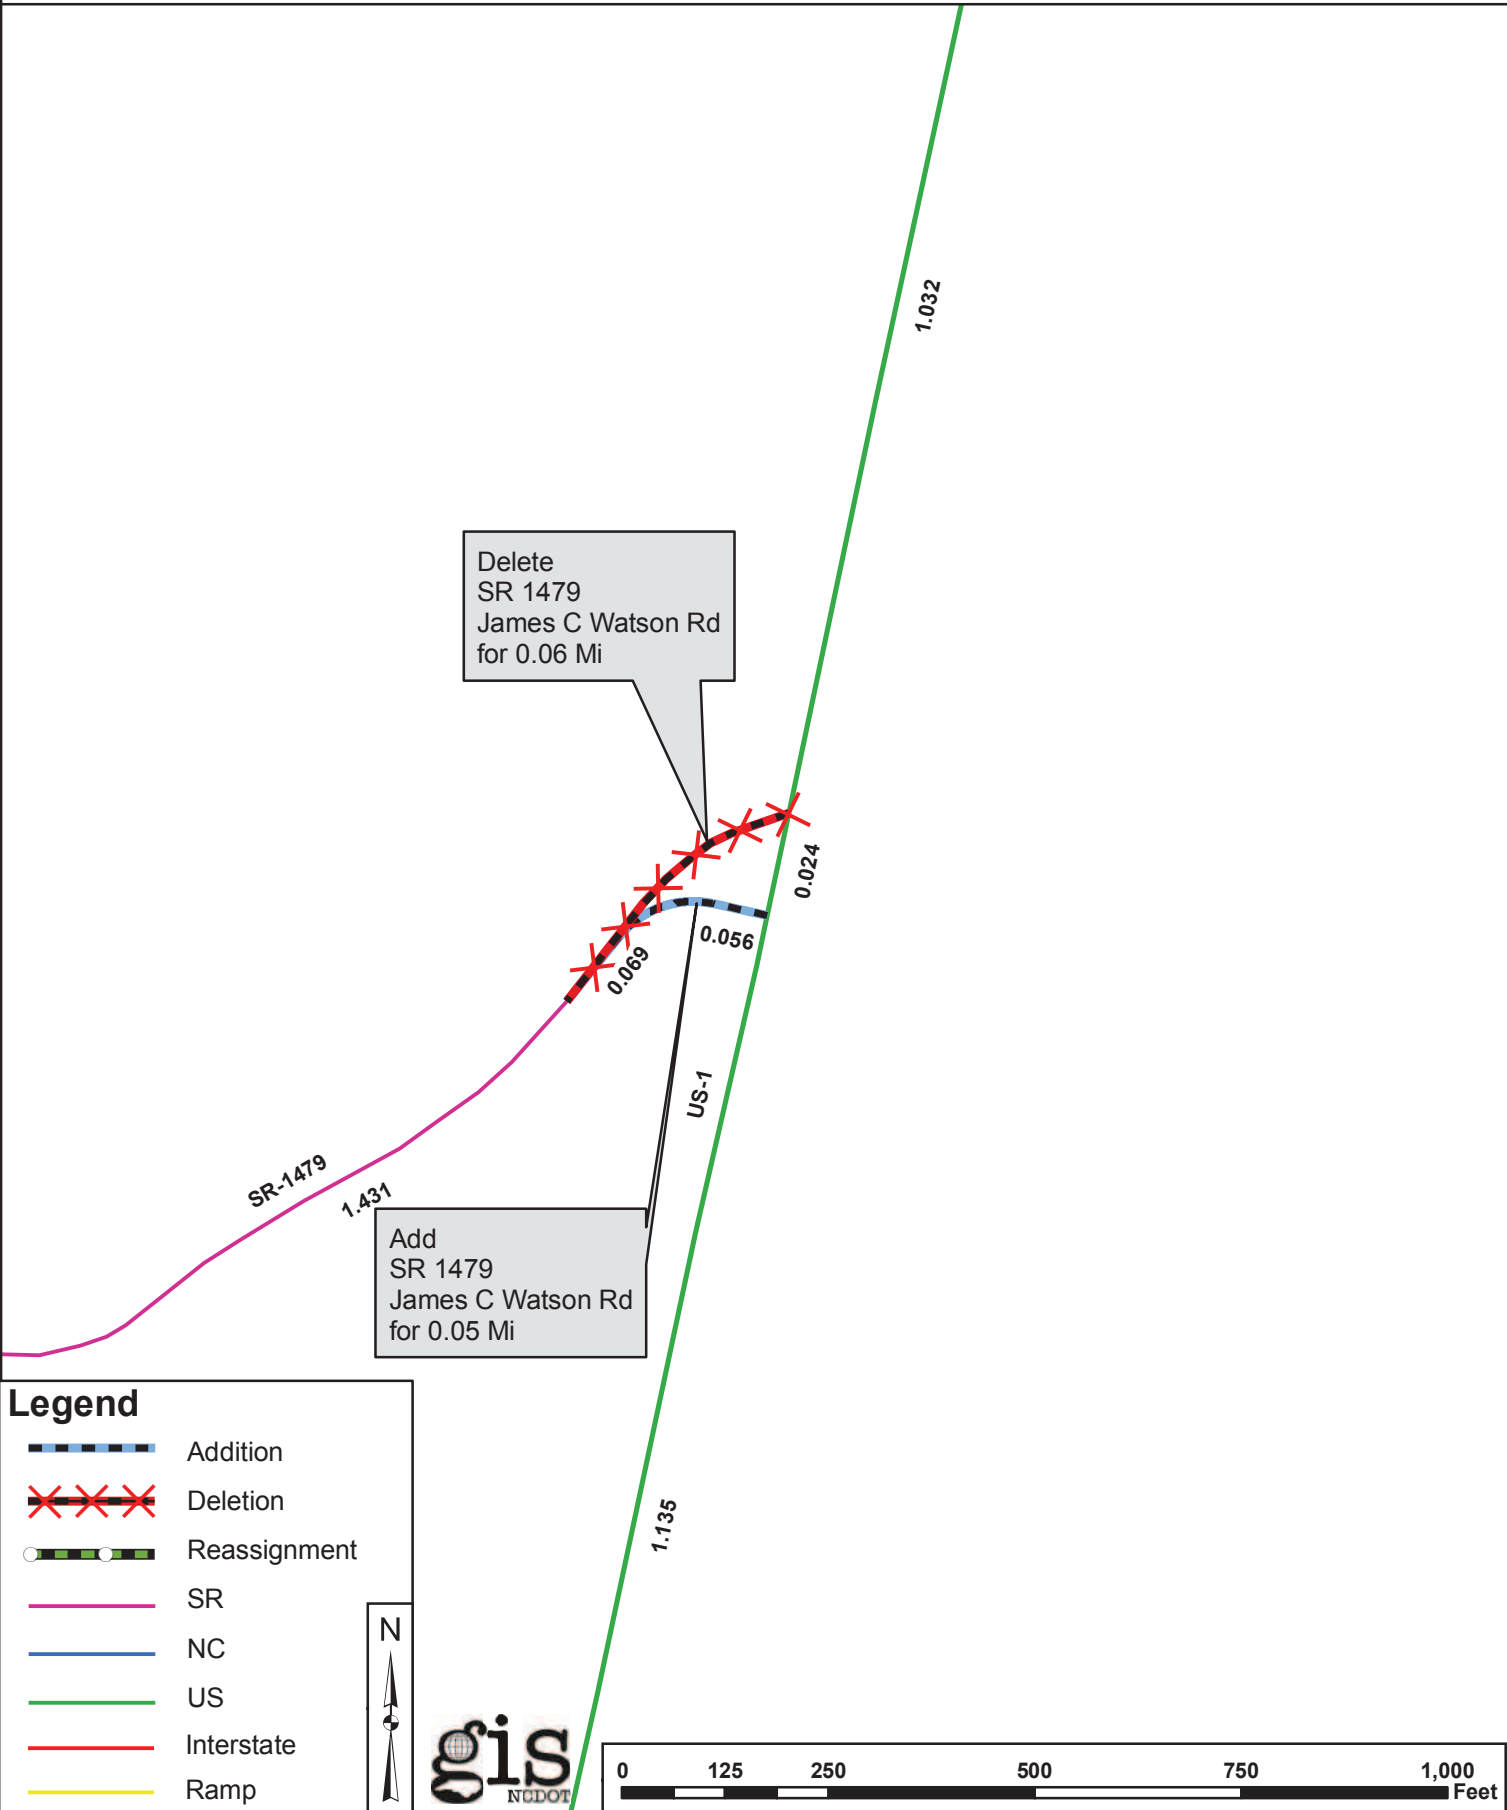 1.032
Delete
SR 1479
James C Watson Rd
for 0.06 Mi
0.024
0.056
0.069
US-1
SR-1479
1.431
Add
SR 1479
James C Watson Rd
for 0.05 Mi
1.135
Legend
Addition
Deletion
Reassignment
SR
NC
US
Interstate
Ramp
N
gis
NCDOT
0 125 250 500 750 1,000
Feet